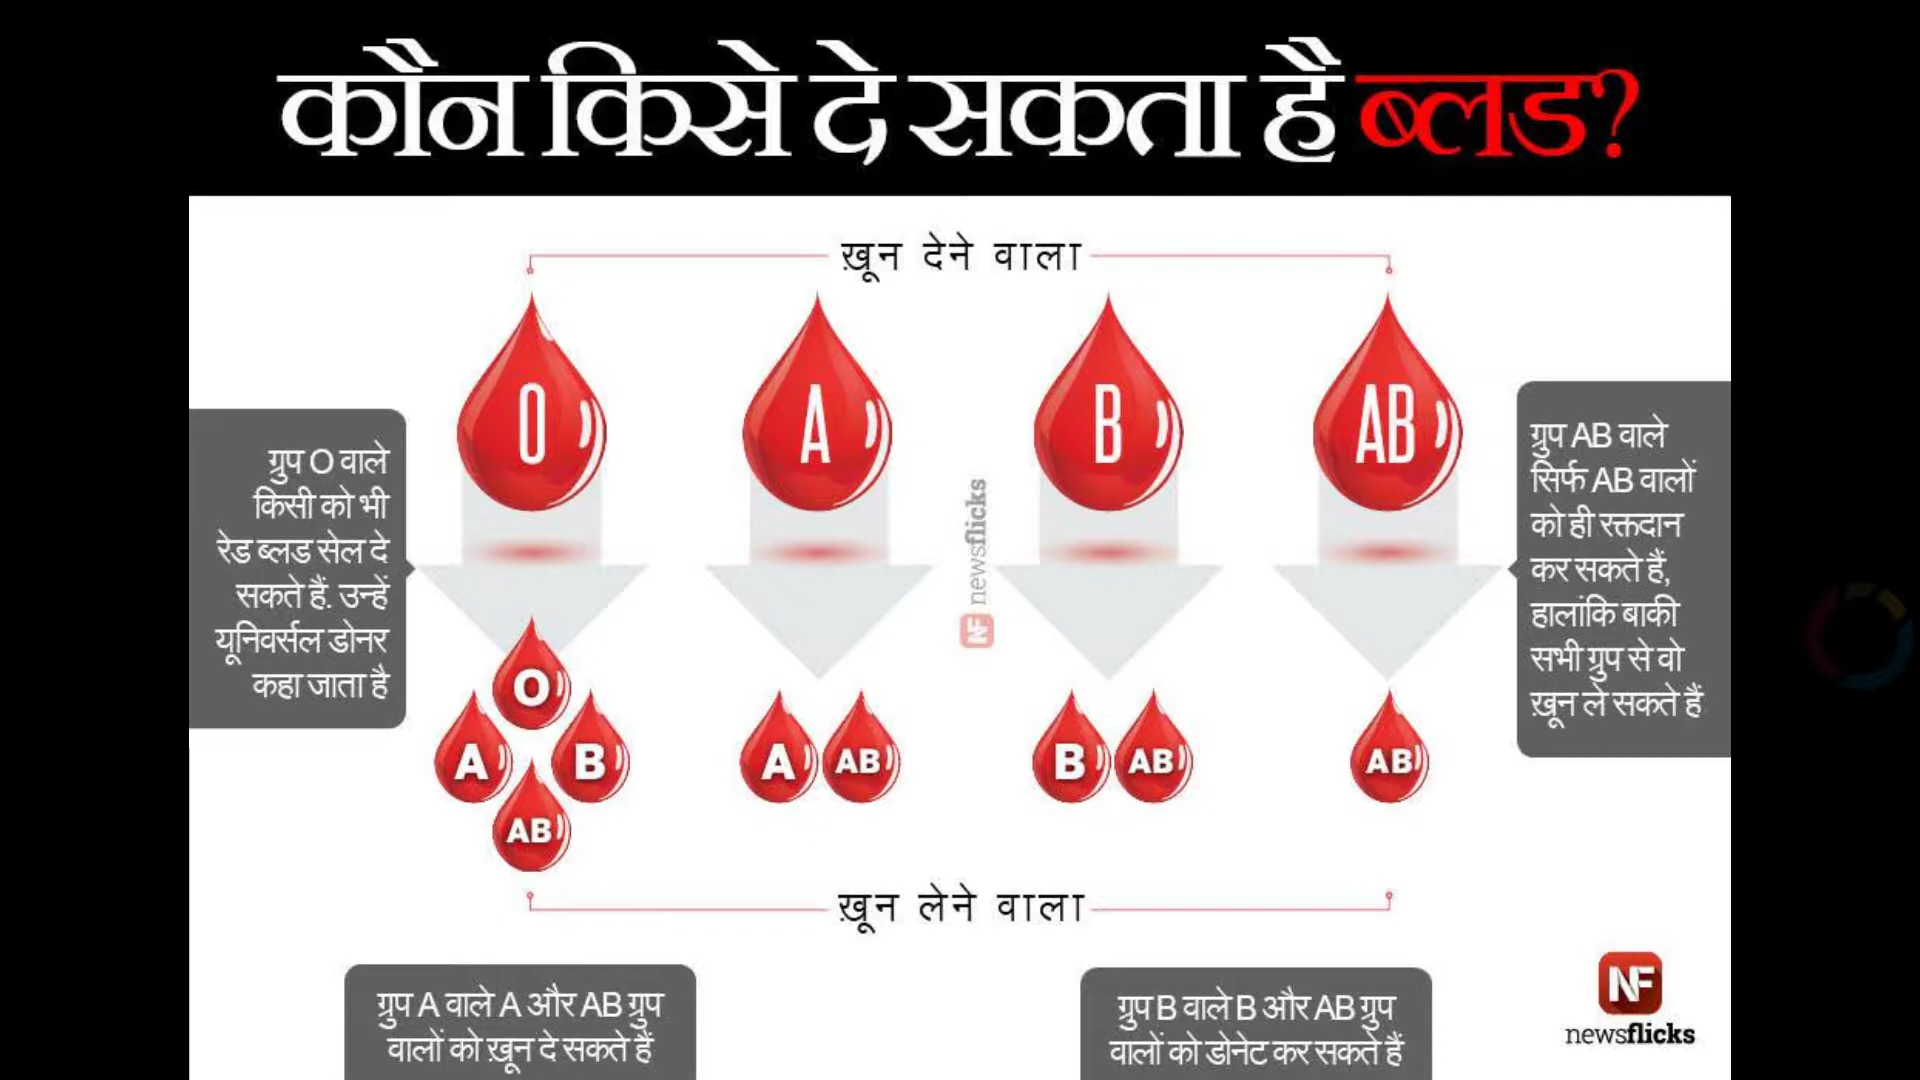 कौन किसे दे सकता है ब्लड?
ख़ून देने वाला
O
A
B
AB
ग्रुप O वाले
किसी को भी
रेड ब्लड सेल दे
सकते हैं. उन्हें
यूनिवर्सल डोनर
कहा जाता है
ग्रुप AB वाले
सिर्फ AB वालों
को ही रक्तदान
कर सकते हैं,
हालांकि बाकी
सभी ग्रुप से वो
ख़ून ले सकते हैं
NF newsflicks
O
A
B
AB
A
AB
B
AB
AB
ख़ून लेने वाला
ग्रुप A वाले A और AB ग्रुप
वालों को ख़ून दे सकते हैं
ग्रुप B वाले B और AB ग्रुप
वालों को डोनेट कर सकते हैं
NF
newsflicks